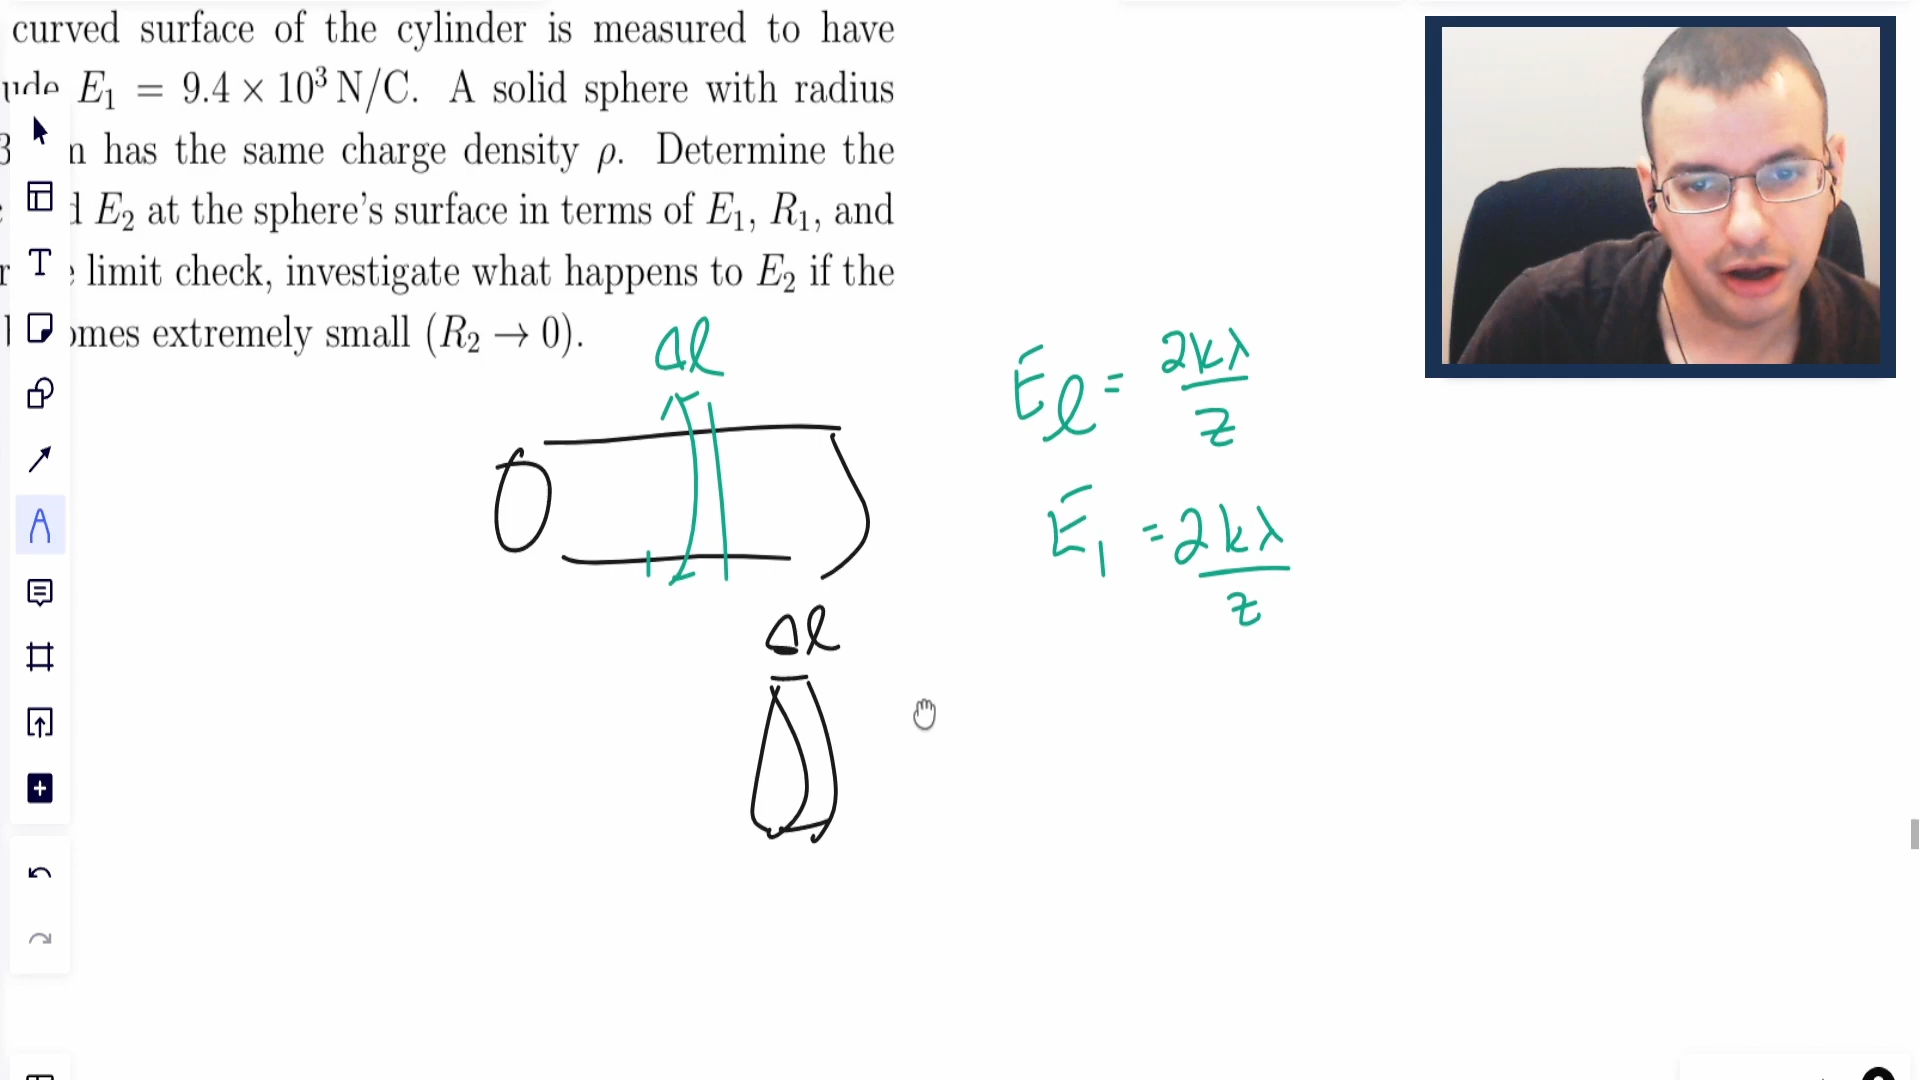 curved surface of the cylinder is measured to have
E₁ = 9.4 × 10³ N/C. A solid sphere with radius
has the same charge density ρ. Determine the
E₂ at the sphere's surface in terms of E₁, R₁, and
limit check, investigate what happens to E₂ if the
omes extremely small (R₂ → 0).
Δl
E_l = 2kλ / z
E₁ = 2kλ / z
Δl
T